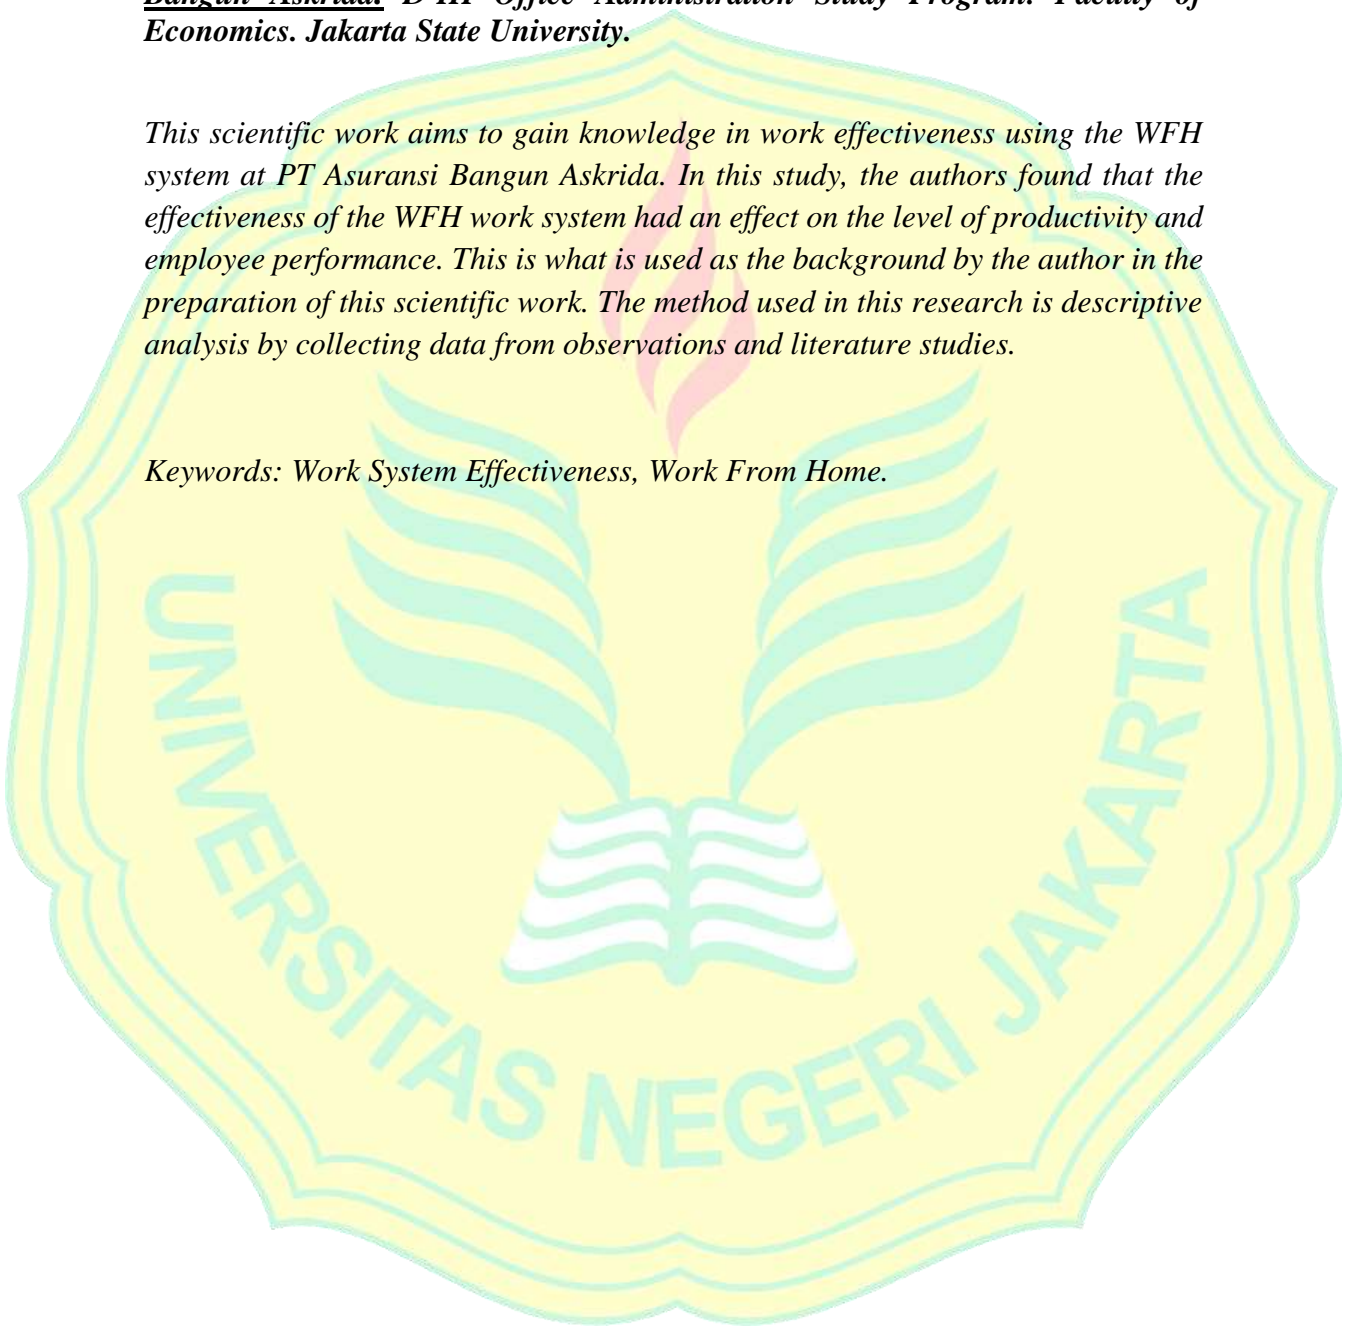 Bangun Askrida. D-III Office Administration Study Program. Faculty of
Economics. Jakarta State University.
This scientific work aims to gain knowledge in work effectiveness using the WFH
system at PT Asuransi Bangun Askrida. In this study, the authors found that the
effectiveness of the WFH work system had an effect on the level of productivity and
employee performance. This is what is used as the background by the author in the
preparation of this scientific work. The method used in this research is descriptive
analysis by collecting data from observations and literature studies.
Keywords: Work System Effectiveness, Work From Home.
UNIVERSITAS NEGERI JAKARTA